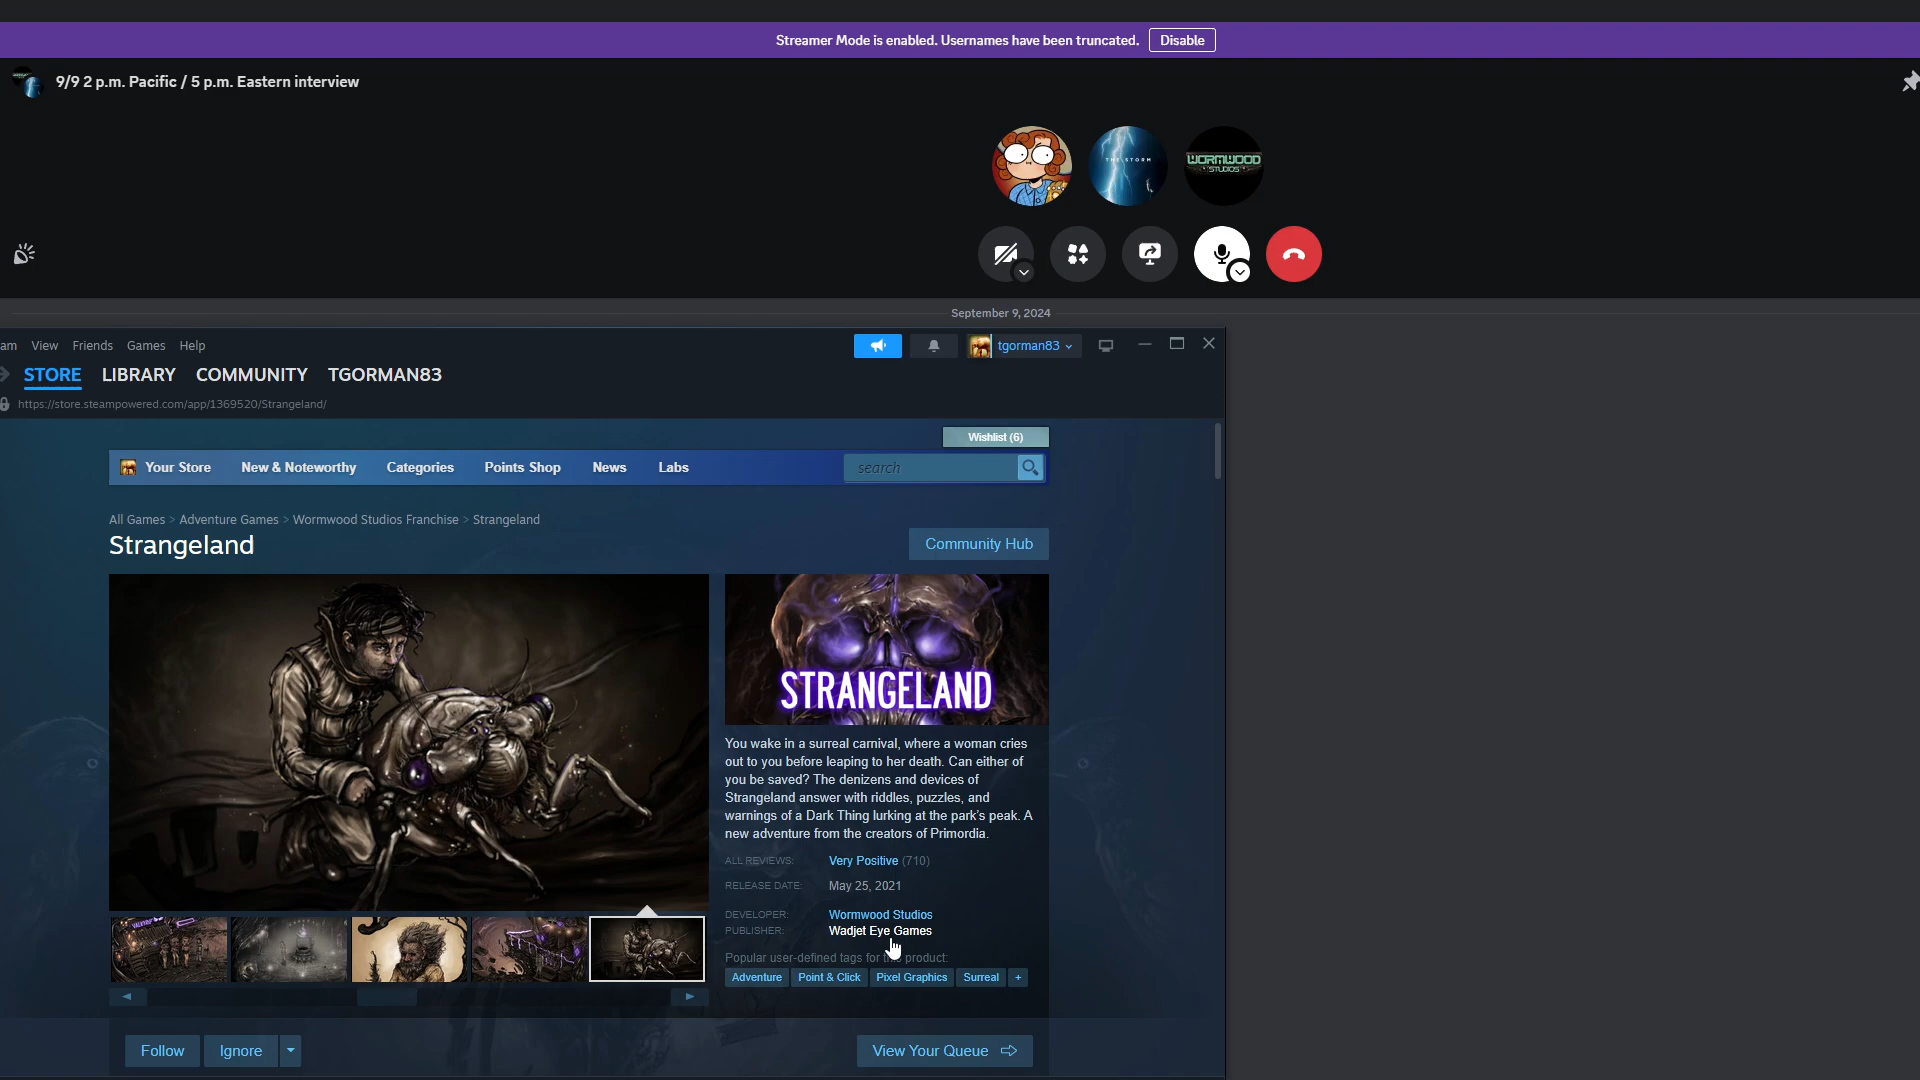 Streamer Mode is enabled. Usernames have been truncated. Disable
9/9 2 p.m. Pacific / 5 p.m. Eastern interview
THE STORM
WORMWOOD
STUDIOS
September 9, 2024
am View Friends Games Help
tgorman83
STORE LIBRARY COMMUNITY TGORMAN83
https://store.steampowered.com/app/1369520/Strangeland/
Wishlist (6)
Your Store New & Noteworthy Categories Points Shop News Labs search
All Games > Adventure Games > Wormwood Studios Franchise > Strangeland
Strangeland
Community Hub
STRANGELAND
You wake in a surreal carnival, where a woman cries
out to you before leaping to her death. Can either of
you be saved? The denizens and devices of
Strangeland answer with riddles, puzzles, and
warnings of a Dark Thing lurking at the park's peak. A
new adventure from the creators of Primordia.
ALL REVIEWS: Very Positive (710)
RELEASE DATE: May 25, 2021
DEVELOPER: Wormwood Studios
PUBLISHER: Wadjet Eye Games
Popular user-defined tags for this product:
Adventure Point & Click Pixel Graphics Surreal +
Follow Ignore View Your Queue